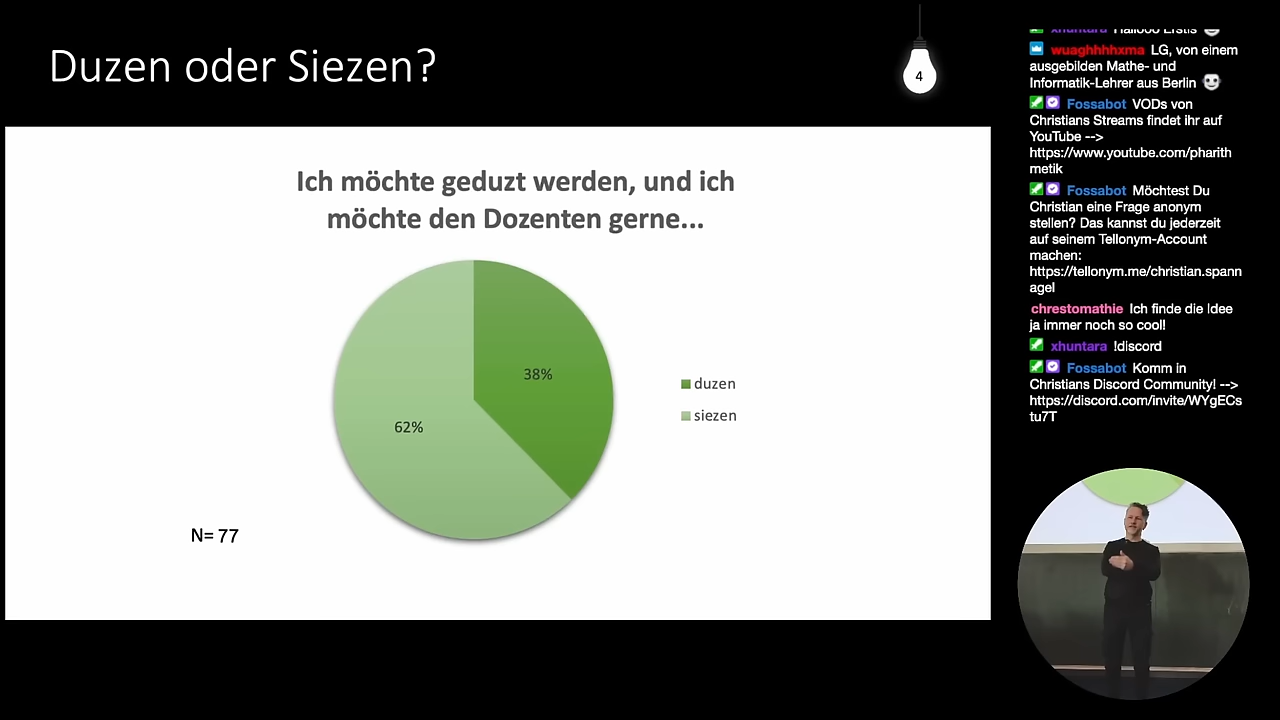 Duzen oder Siezen?
4
Ich möchte geduzt werden, und ich
möchte den Dozenten gerne...
38%
62%
duzen
siezen
N= 77
xhuntara Hallooo Erstis
wuaghhhhxma LG, von einem
ausgebilden Mathe- und
Informatik-Lehrer aus Berlin
Fossabot VODs von
Christians Streams findet ihr auf
YouTube -->
https://www.youtube.com/pharith
metik
Fossabot Möchtest Du
Christian eine Frage anonym
stellen? Das kannst du jederzeit
auf seinem Tellonym-Account
machen:
https://tellonym.me/christian.spann
agel
chrestomathie Ich finde die Idee
ja immer noch so cool!
xhuntara !discord
Fossabot Komm in
Christians Discord Community! -->
https://discord.com/invite/WYgECs
tu7T